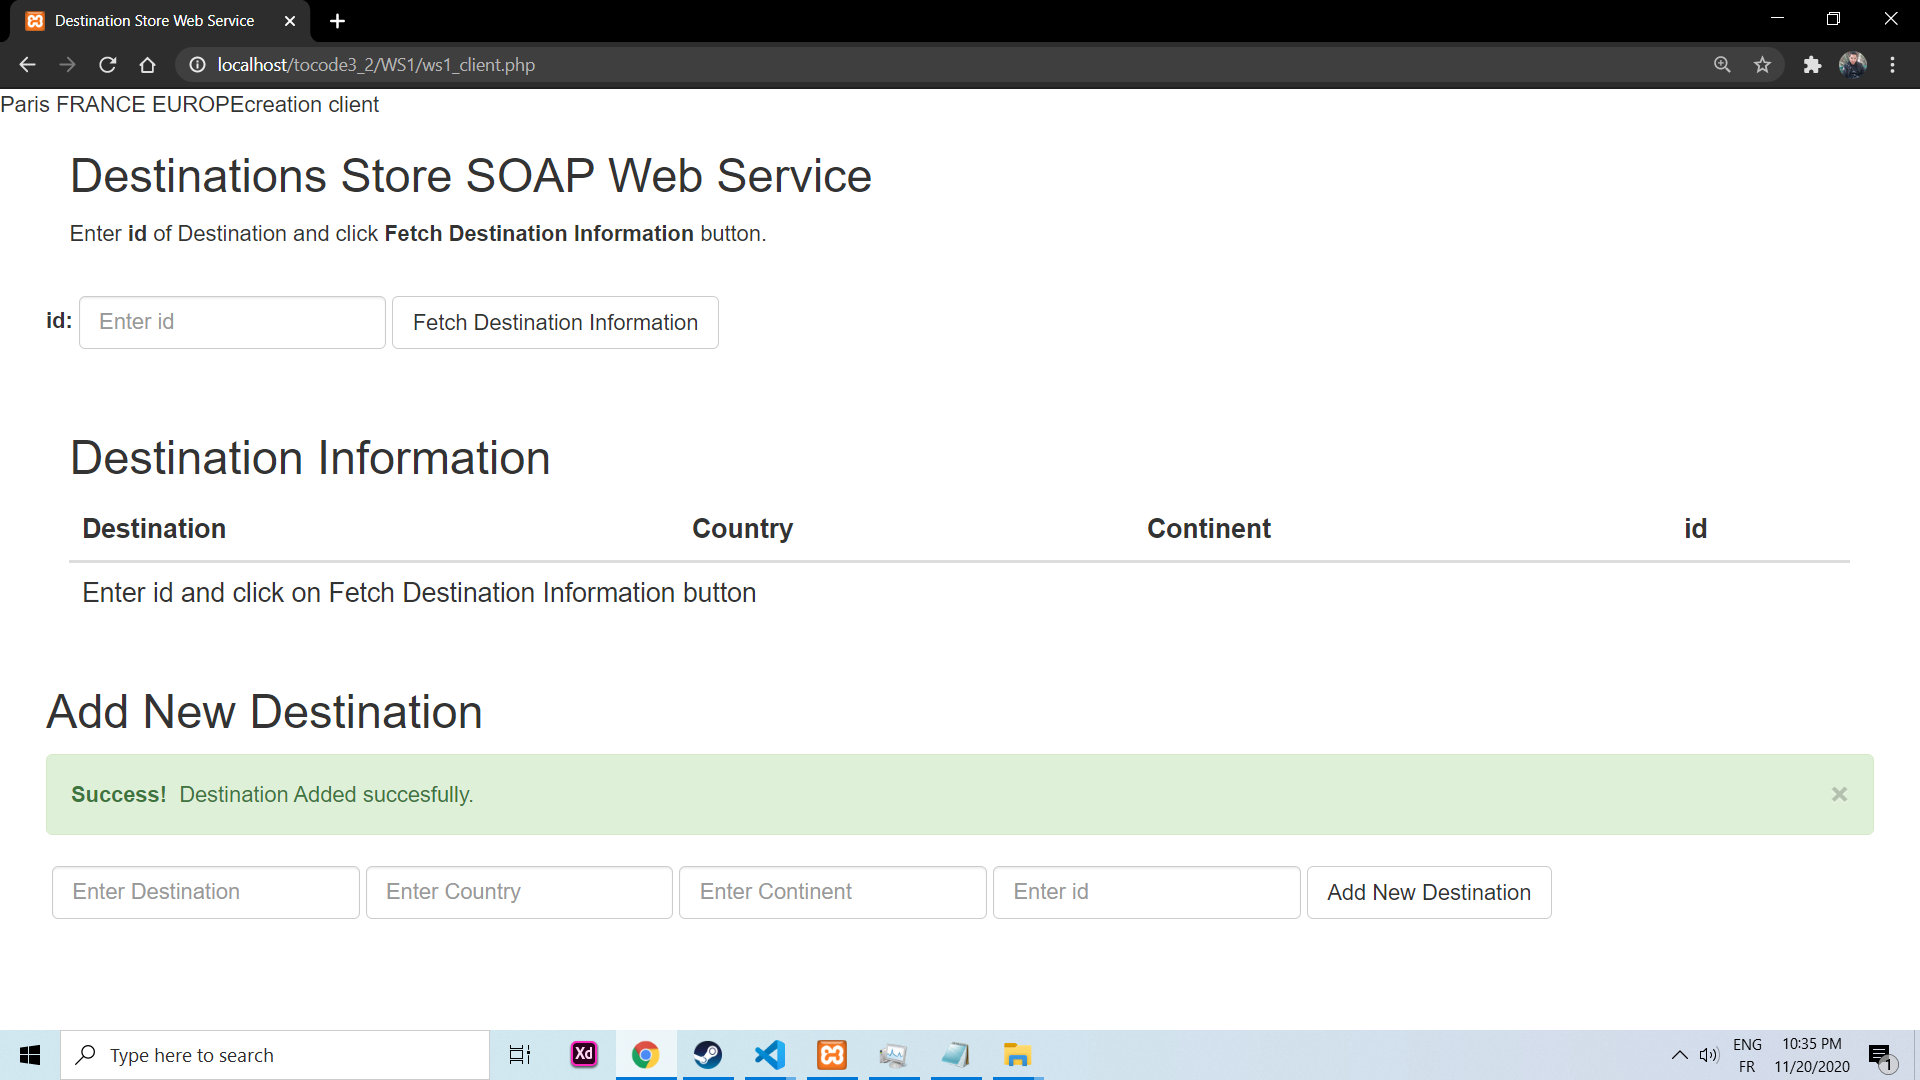 Destination Store Web Service
localhost/tocode3_2/WS1/ws1_client.php
Paris FRANCE EUROPEcreation client
Destinations Store SOAP Web Service
Enter id of Destination and click Fetch Destination Information button.
id: Enter id Fetch Destination Information
Destination Information
Destination Country Continent id
Enter id and click on Fetch Destination Information button
Add New Destination
Success! Destination Added succesfully. ×
Enter Destination Enter Country Enter Continent Enter id Add New Destination
Type here to search
Xd
ENG
FR
10:35 PM
11/20/2020
1